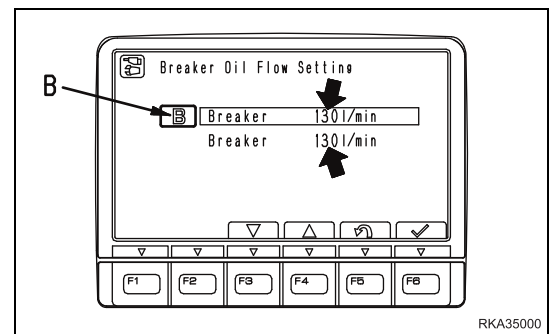 Breaker Oil Flow Setting
B
B Breaker 130l/min
Breaker 130l/min
F1 F2 F3 F4 F5 F6
RKA35000